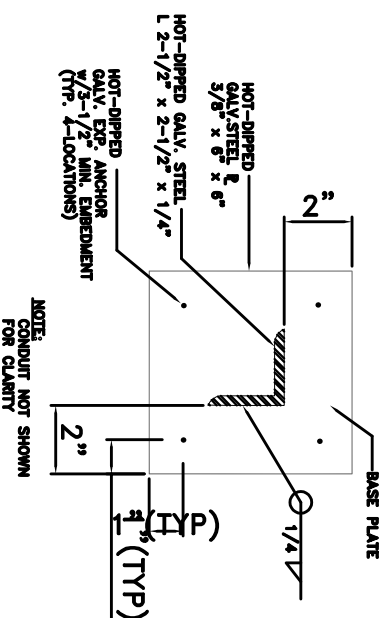 HOT-DIPPED
GALV.STEEL PL
3/8" x 6" x 6"
HOT-DIPPED GALV. STEEL
L 2-1/2" x 2-1/2" x 1/4"
HOT-DIPPED
GALV. EXP. ANCHOR
w/3-1/2" MIN. EMBEDMENT
(TYP. 4-LOCATIONS)
2"
BASE PLATE
1/4
2"
1" (TYP)
1" (TYP)
NOTE:
CONDUIT NOT SHOWN
FOR CLARITY